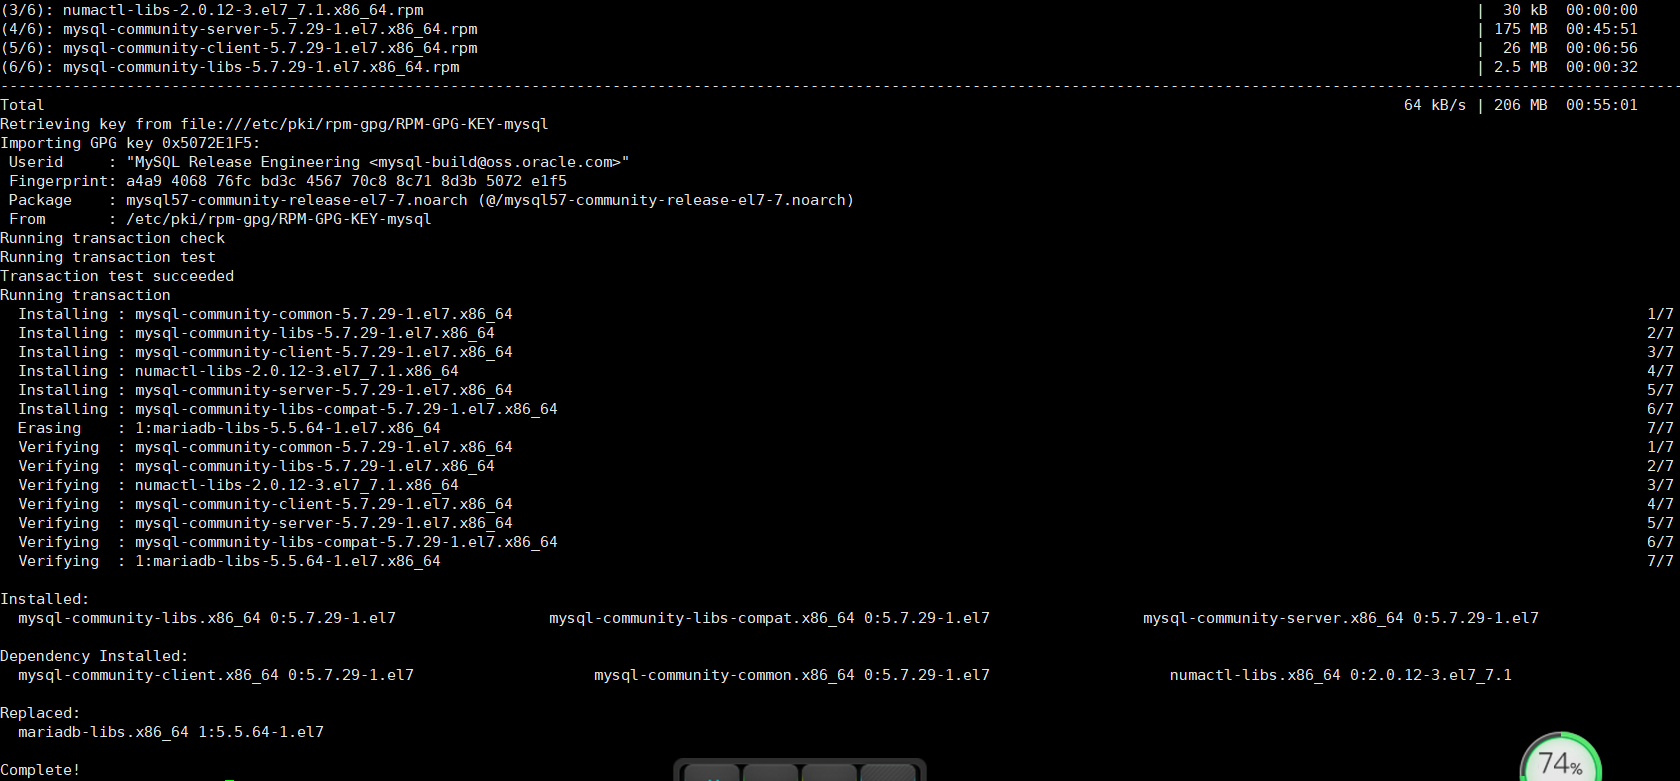 (3/6): numactl-libs-2.0.12-3.el7_7.1.x86_64.rpm | 30 kB 00:00:00
(4/6): mysql-community-server-5.7.29-1.el7.x86_64.rpm | 175 MB 00:45:51
(5/6): mysql-community-client-5.7.29-1.el7.x86_64.rpm | 26 MB 00:06:56
(6/6): mysql-community-libs-5.7.29-1.el7.x86_64.rpm | 2.5 MB 00:00:32
--------------------------------------------------------------------------------
Total 64 kB/s | 206 MB 00:55:01
Retrieving key from file:///etc/pki/rpm-gpg/RPM-GPG-KEY-mysql
Importing GPG key 0x5072E1F5:
Userid : "MySQL Release Engineering <mysql-build@oss.oracle.com>"
Fingerprint: a4a9 4068 76fc bd3c 4567 70c8 8c71 8d3b 5072 e1f5
Package : mysql57-community-release-el7-7.noarch (@/mysql57-community-release-el7-7.noarch)
From : /etc/pki/rpm-gpg/RPM-GPG-KEY-mysql
Running transaction check
Running transaction test
Transaction test succeeded
Running transaction
Installing : mysql-community-common-5.7.29-1.el7.x86_64 1/7
Installing : mysql-community-libs-5.7.29-1.el7.x86_64 2/7
Installing : mysql-community-client-5.7.29-1.el7.x86_64 3/7
Installing : numactl-libs-2.0.12-3.el7_7.1.x86_64 4/7
Installing : mysql-community-server-5.7.29-1.el7.x86_64 5/7
Installing : mysql-community-libs-compat-5.7.29-1.el7.x86_64 6/7
Erasing : 1:mariadb-libs-5.5.64-1.el7.x86_64 7/7
Verifying : mysql-community-common-5.7.29-1.el7.x86_64 1/7
Verifying : mysql-community-libs-5.7.29-1.el7.x86_64 2/7
Verifying : numactl-libs-2.0.12-3.el7_7.1.x86_64 3/7
Verifying : mysql-community-client-5.7.29-1.el7.x86_64 4/7
Verifying : mysql-community-server-5.7.29-1.el7.x86_64 5/7
Verifying : mysql-community-libs-compat-5.7.29-1.el7.x86_64 6/7
Verifying : 1:mariadb-libs-5.5.64-1.el7.x86_64 7/7
Installed:
mysql-community-libs.x86_64 0:5.7.29-1.el7 mysql-community-libs-compat.x86_64 0:5.7.29-1.el7 mysql-community-server.x86_64 0:5.7.29-1.el7
Dependency Installed:
mysql-community-client.x86_64 0:5.7.29-1.el7 mysql-community-common.x86_64 0:5.7.29-1.el7 numactl-libs.x86_64 0:2.0.12-3.el7_7.1
Replaced:
mariadb-libs.x86_64 1:5.5.64-1.el7
Complete!
74%